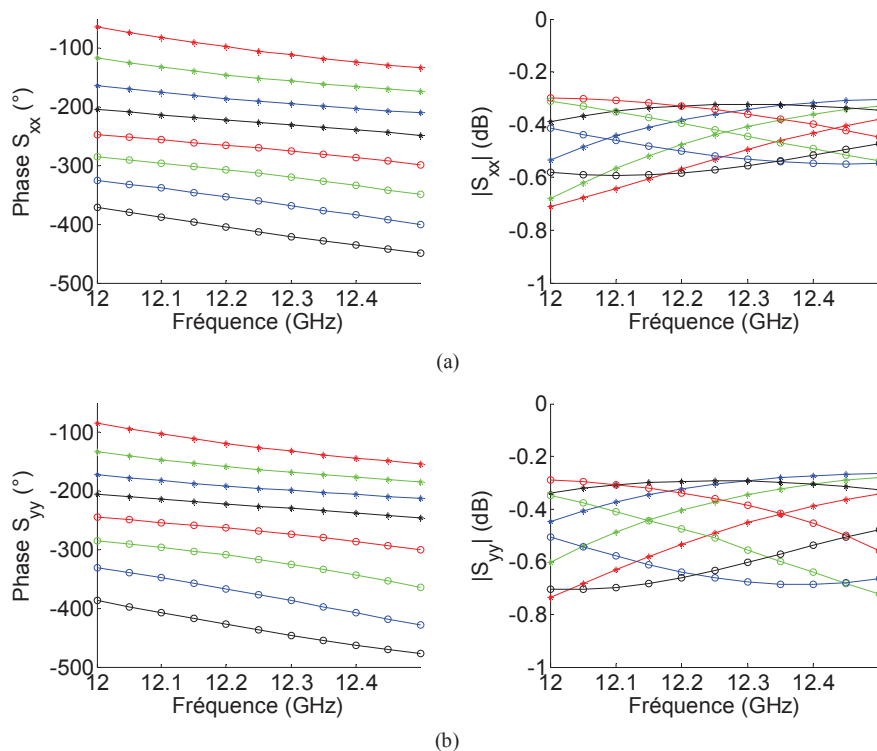 -100
-200
-300
-400
-500
12 12.1 12.2 12.3 12.4
Fréquence (GHz)
Phase Sxx (°)
0
-0.2
-0.4
-0.6
-0.8
-1
12 12.1 12.2 12.3 12.4
Fréquence (GHz)
|Sxx| (dB)
(a)
-100
-200
-300
-400
-500
12 12.1 12.2 12.3 12.4
Fréquence (GHz)
Phase Syy (°)
0
-0.2
-0.4
-0.6
-0.8
-1
12 12.1 12.2 12.3 12.4
Fréquence (GHz)
|Syy| (dB)
(b)